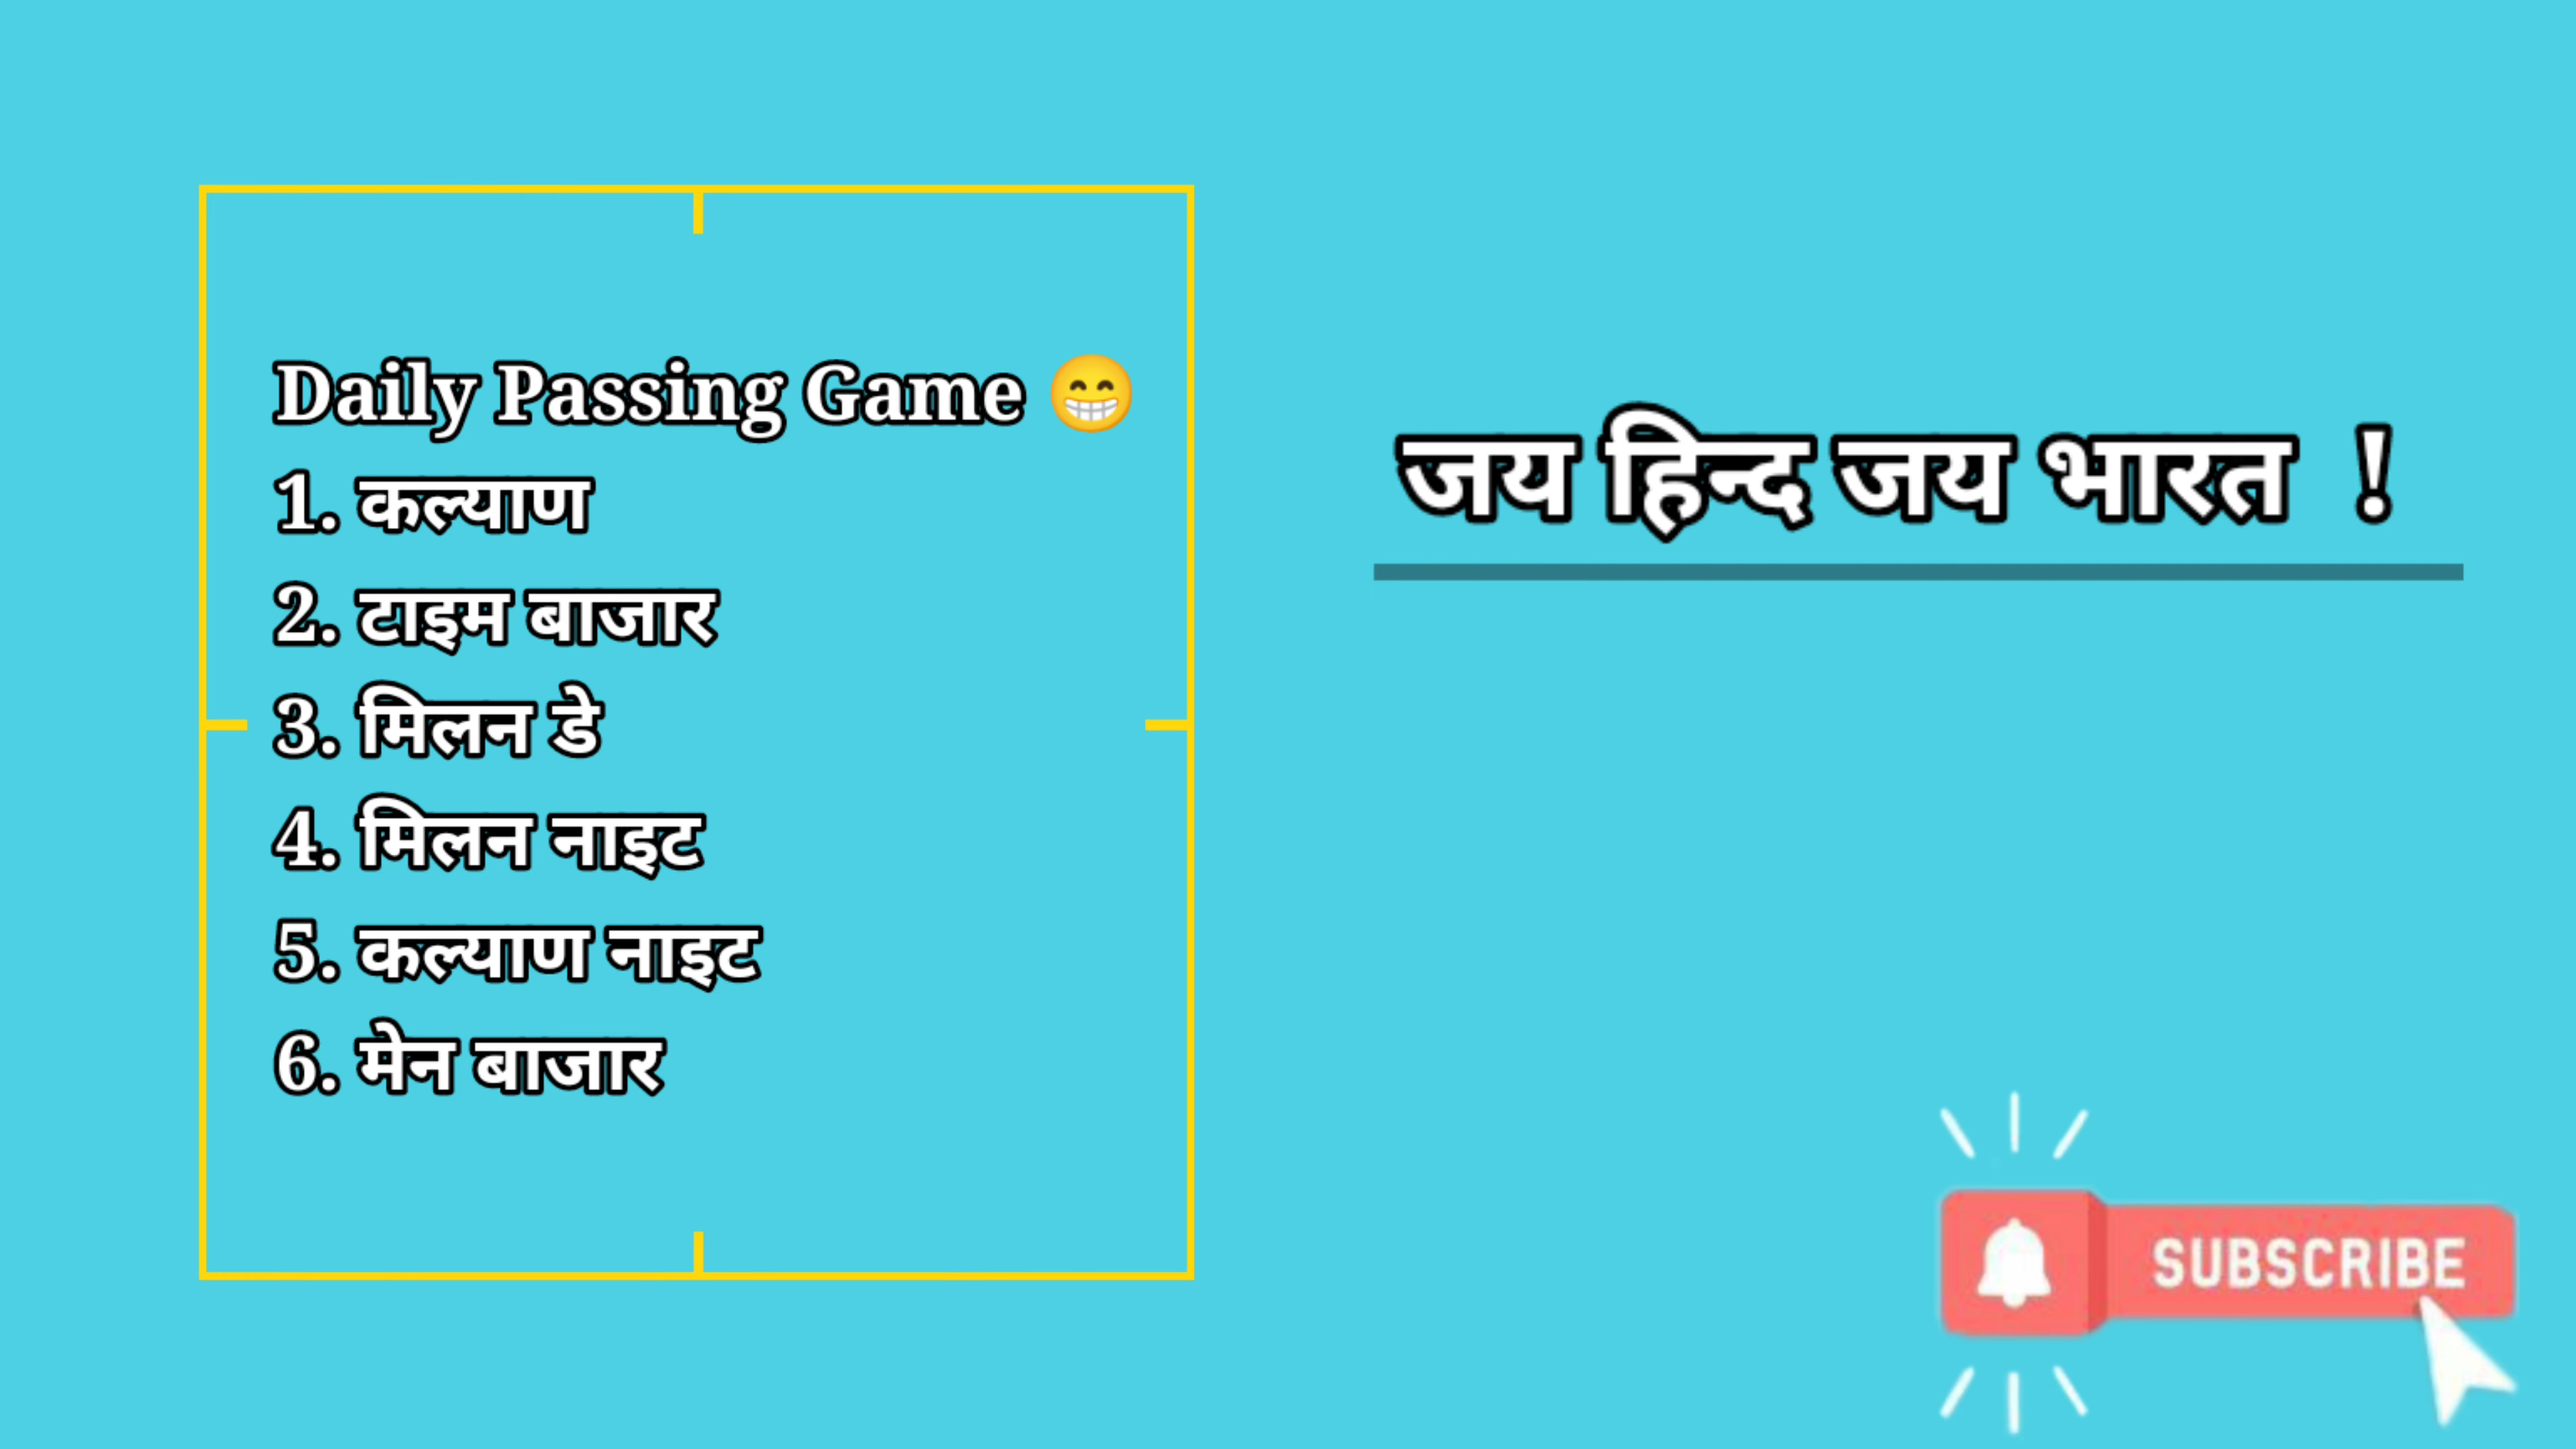 Daily Passing Game 😁
1. कल्याण
2. टाइम बाजार
3. मिलन डे
4. मिलन नाइट
5. कल्याण नाइट
6. मेन बाजार
जय हिन्द जय भारत !
SUBSCRIBE